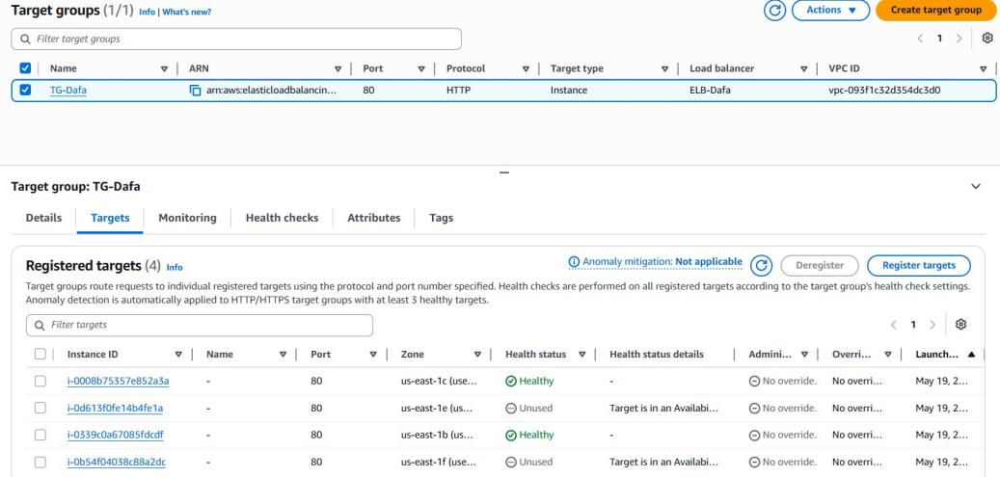 Target groups (1/1) Info | What's new?
Actions
Create target group
Filter target groups
1
Name ARN Port Protocol Target type Load balancer VPC ID
TG-Dafa arn:aws:elasticloadbalancin... 80 HTTP Instance ELB-Dafa vpc-093f1c32d354dc3d0
Target group: TG-Dafa
Details Targets Monitoring Health checks Attributes Tags
Registered targets (4) Info
Anomaly mitigation: Not applicable
Deregister
Register targets
Target groups route requests to individual registered targets using the protocol and port number specified. Health checks are performed on all registered targets according to the target group's health check settings.
Anomaly detection is automatically applied to HTTP/HTTPS target groups with at least 3 healthy targets.
Filter targets
1
Instance ID Name Port Zone Health status Health status details Admini... Overri... Launch...
i-0008b75357e852a3a - 80 us-east-1c (use... Healthy - No override. No overri... May 19, 2...
i-0d613f0fe14b4fe1a - 80 us-east-1e (us... Unused Target is in an Availabi... No override. No overri... May 19, 2...
i-0339c0a67085fdcdf - 80 us-east-1b (us... Healthy - No override. No overri... May 19, 2...
i-0b54f04038c88a2dc - 80 us-east-1f (use... Unused Target is in an Availabi... No override. No overri... May 19, 2...